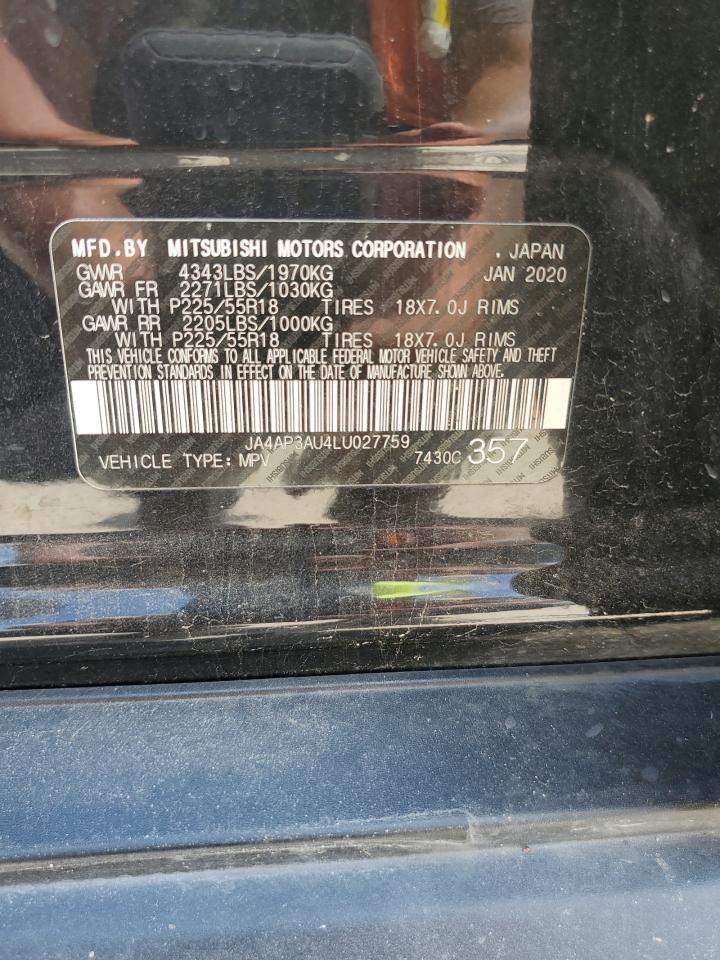 MFD.BY MITSUBISHI MOTORS CORPORATION . JAPAN
GVWR 4343LBS/1970KG JAN 2020
GAWR FR 2271LBS/1030KG
WITH P225/55R18 TIRES 18X7.0J RIMS
GAWR RR 2205LBS/1000KG
WITH P225/55R18 TIRES 18X7.0J RIMS
THIS VEHICLE CONFORMS TO ALL APPLICABLE FEDERAL MOTOR VEHICLE SAFETY AND THEFT
PREVENTION STANDARDS IN EFFECT ON THE DATE OF MANUFACTURE SHOWN ABOVE.
JA4AP3AU4LU027759
VEHICLE TYPE: MPV 7430C 357